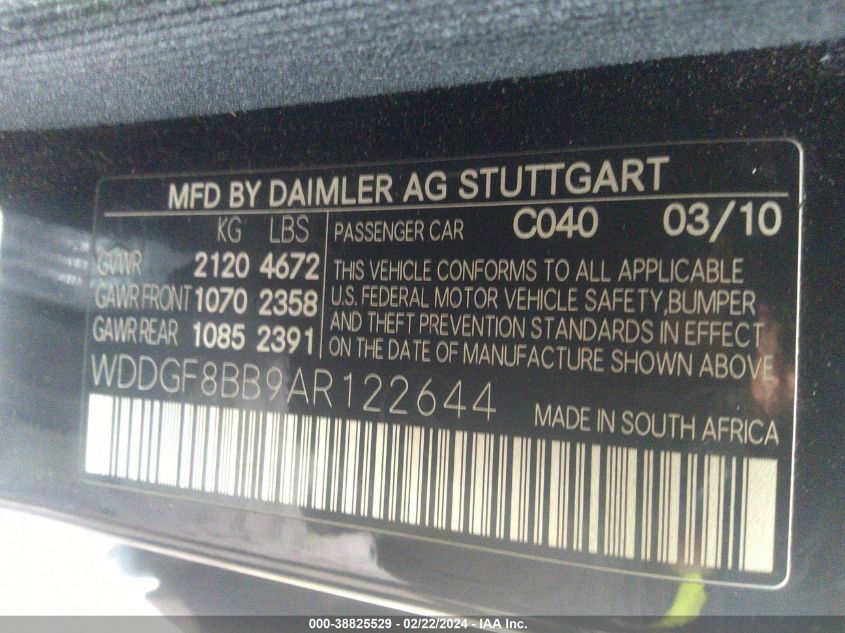 MFD BY DAIMLER AG STUTTGART
KG LBS
GVWR 2120 4672
GAWR FRONT 1070 2358
GAWR REAR 1085 2391
PASSENGER CAR C040 03/10
THIS VEHICLE CONFORMS TO ALL APPLICABLE
U.S. FEDERAL MOTOR VEHICLE SAFETY, BUMPER
AND THEFT PREVENTION STANDARDS IN EFFECT
ON THE DATE OF MANUFACTURE SHOWN ABOVE.
WDDGF8BB9AR122644
MADE IN SOUTH AFRICA
000-38825529 - 02/22/2024 - IAA Inc.